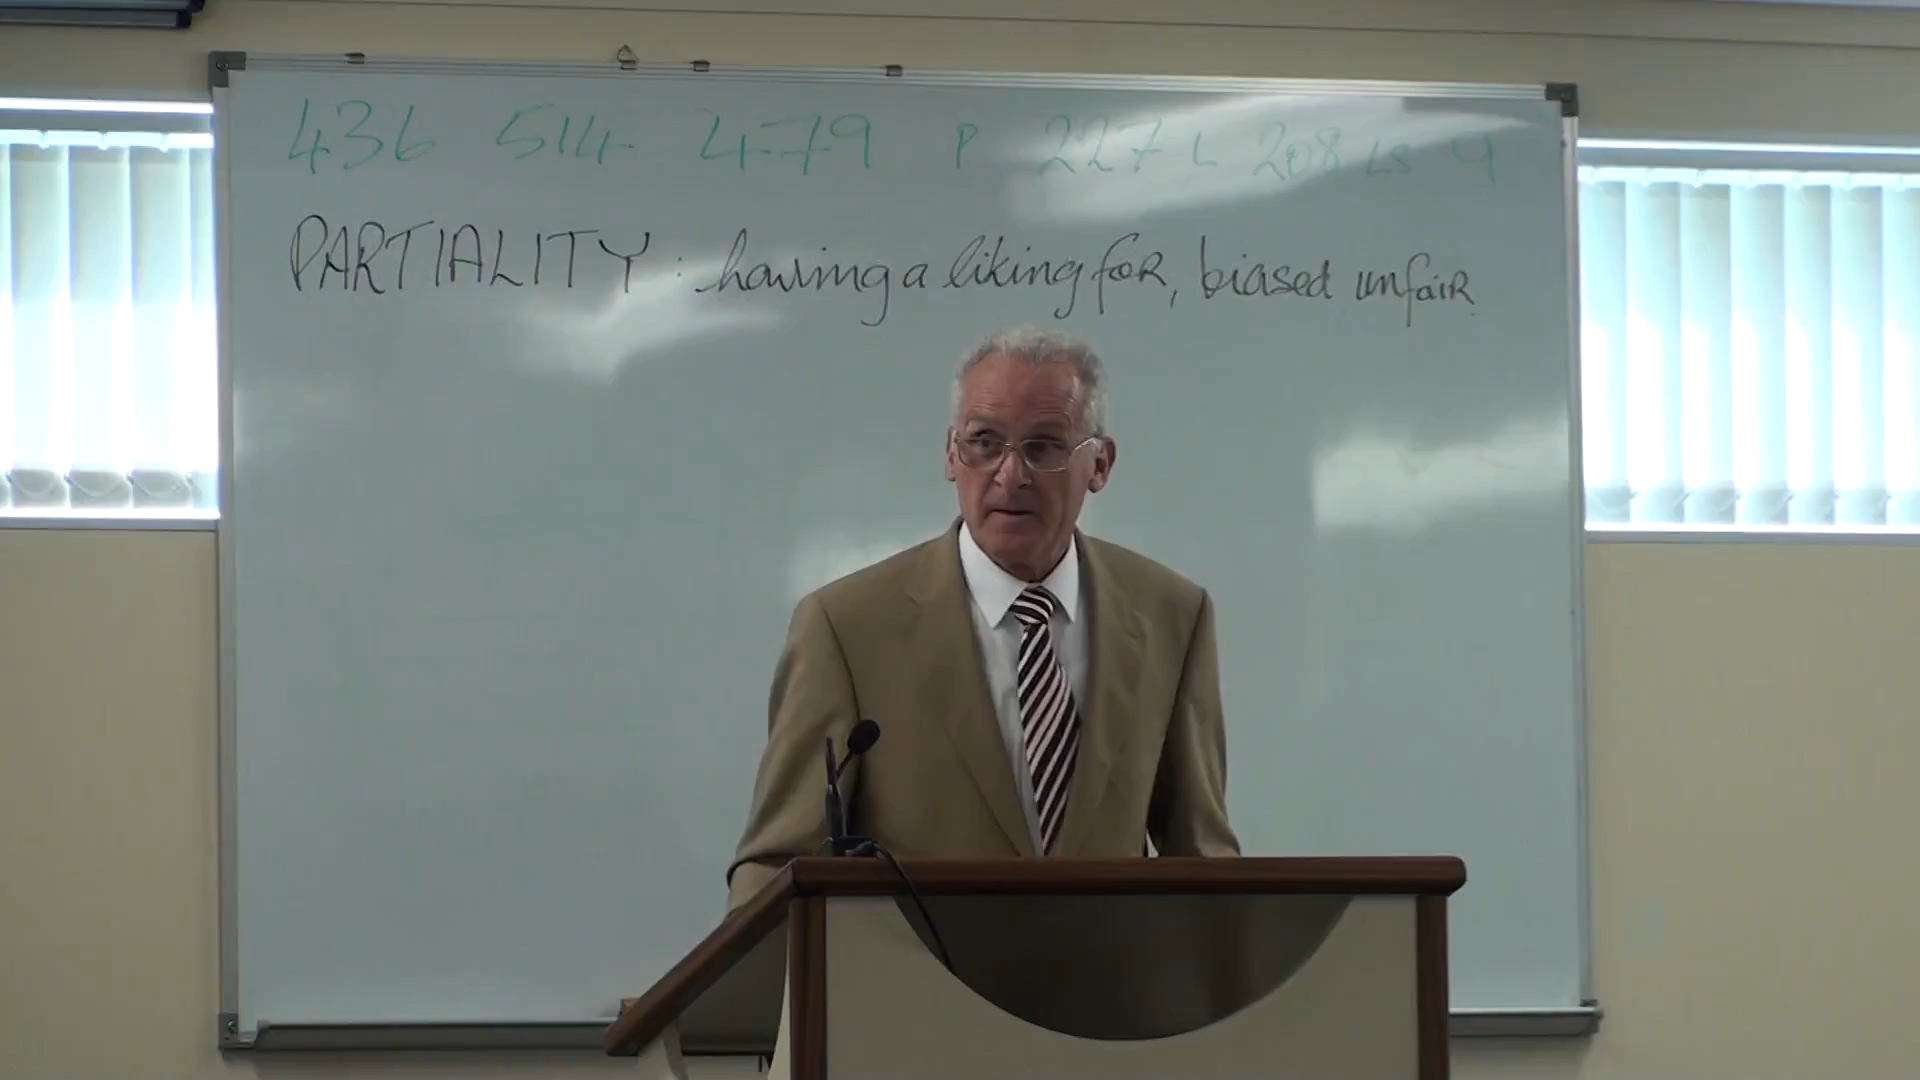 436 514 479 P 227 L 208 LS 9
PARTIALITY : having a liking for, biased unfair